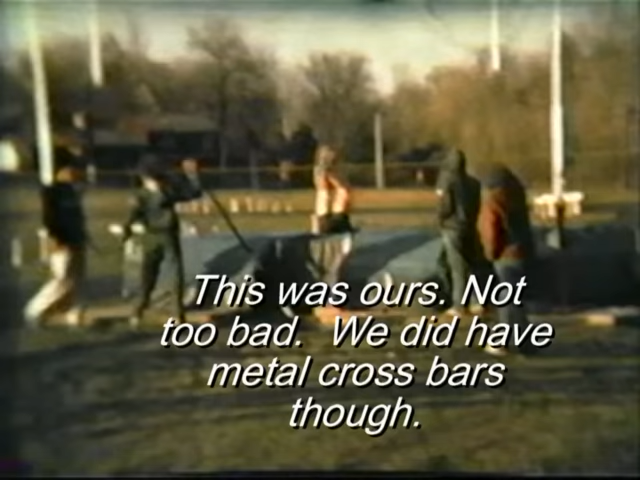 This was ours. Not
too bad.  We did have
metal cross bars
though.